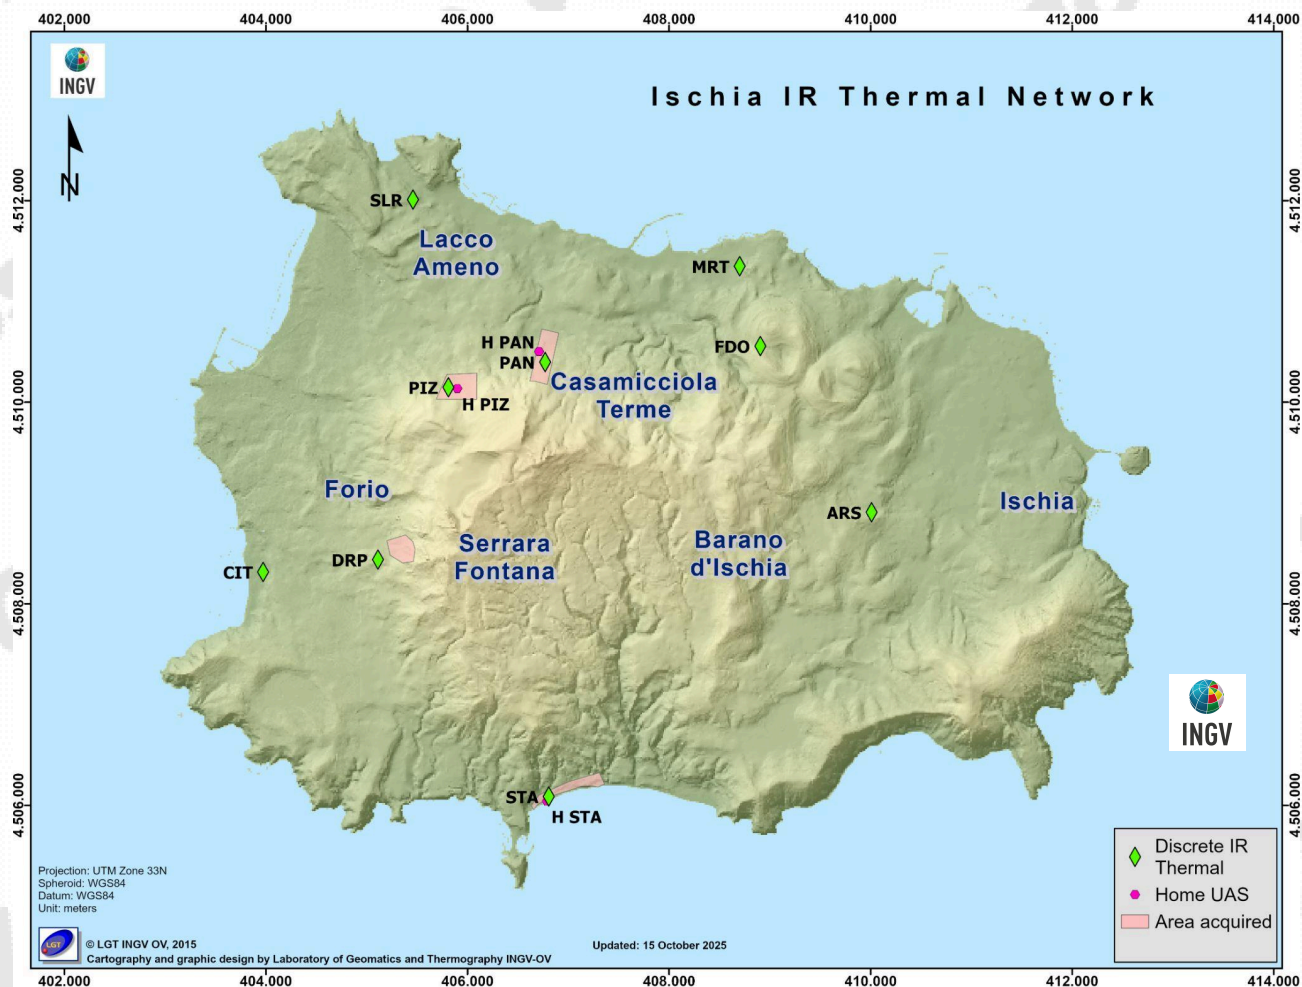 402.000 404.000 406.000 408.000 410.000 412.000 414.000
INGV
Ischia IR Thermal Network
N
4.512.000
4.512.000
SLR
Lacco
Ameno
MRT
H PAN
PAN
FDO
Casamicciola
Terme
PIZ
H PIZ
4.510.000
4.510.000
Forio
Ischia
ARS
Serrara
Fontana
Barano
d'Ischia
DRP
CIT
4.508.000
4.508.000
INGV
STA
H STA
4.506.000
4.506.000
Discrete IR
Thermal
Home UAS
Area acquired
Projection: UTM Zone 33N
Spheroid: WGS84
Datum: WGS84
Unit: meters
LGT
© LGT INGV OV, 2015
Updated: 15 October 2025
Cartography and graphic design by Laboratory of Geomatics and Thermography INGV-OV
402.000 404.000 406.000 408.000 410.000 412.000 414.000